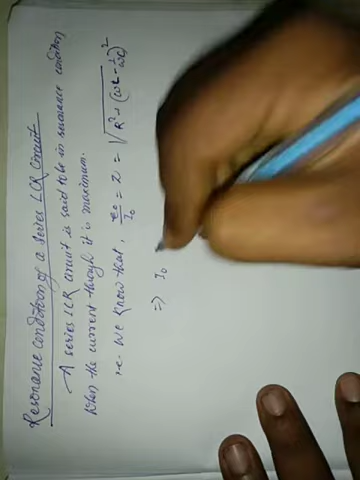 Resonance condition of a series LCR Circuit
A series LCR circuit is said to be in resonance condition
when the current through it is maximum.
i.e. We know that, e₀/I₀ = Z = √(R² + (ωL - 1/ωC)²
⇒ I₀